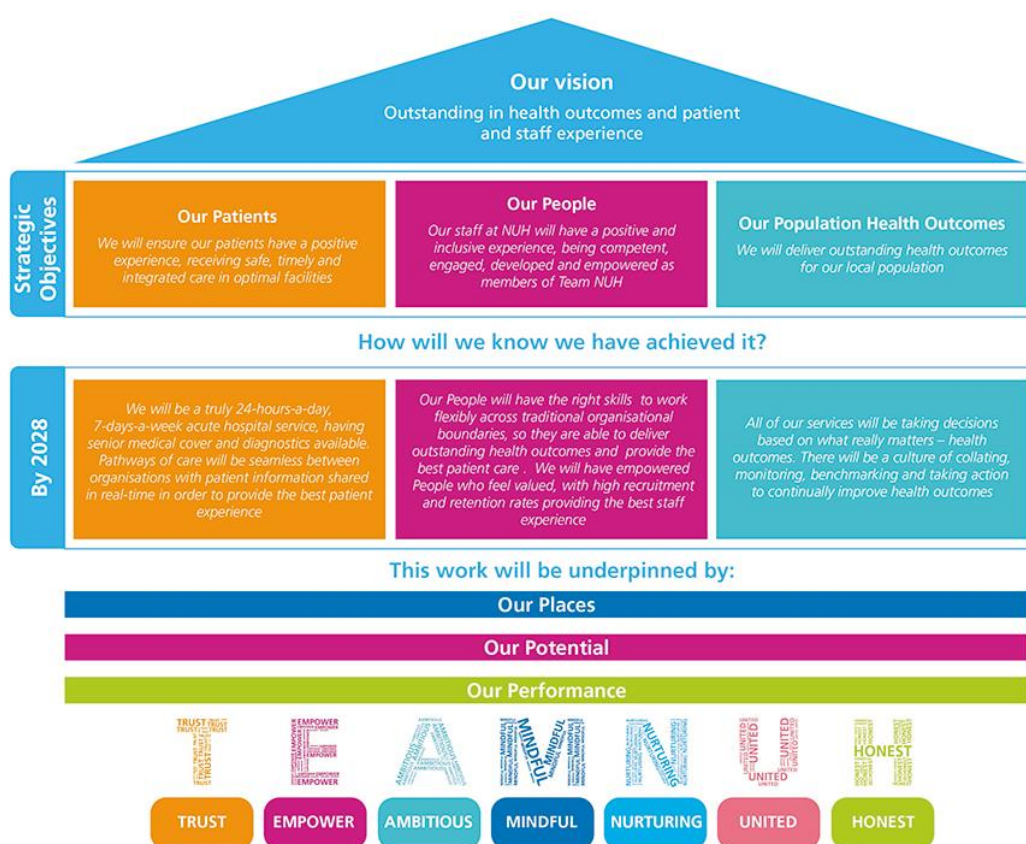 Our vision
Outstanding in health outcomes and patient
and staff experience
Strategic
Objectives
Our Patients
We will ensure our patients have a positive
experience, receiving safe, timely and
integrated care in optimal facilities
Our People
Our staff at NUH will have a positive and
inclusive experience, being competent,
engaged, developed and empowered as
members of Team NUH
Our Population Health Outcomes
We will deliver outstanding health outcomes
for our local population
How will we know we have achieved it?
By 2028
We will be a truly 24-hours-a-day,
7-days-a-week acute hospital service, having
senior medical cover and diagnostics available.
Pathways of care will be seamless between
organisations with patient information shared
in real-time in order to provide the best patient
experience
Our People will have the right skills to work
flexibly across traditional organisational
boundaries, so they are able to deliver
outstanding health outcomes and provide the
best patient care . We will have empowered
People who feel valued, with high recruitment
and retention rates providing the best staff
experience
All of our services will be taking decisions
based on what really matters – health
outcomes. There will be a culture of collating,
monitoring, benchmarking and taking action
to continually improve health outcomes
This work will be underpinned by:
Our Places
Our Potential
Our Performance
T E A M N U H
TRUST EMPOWER AMBITIOUS MINDFUL NURTURING UNITED HONEST